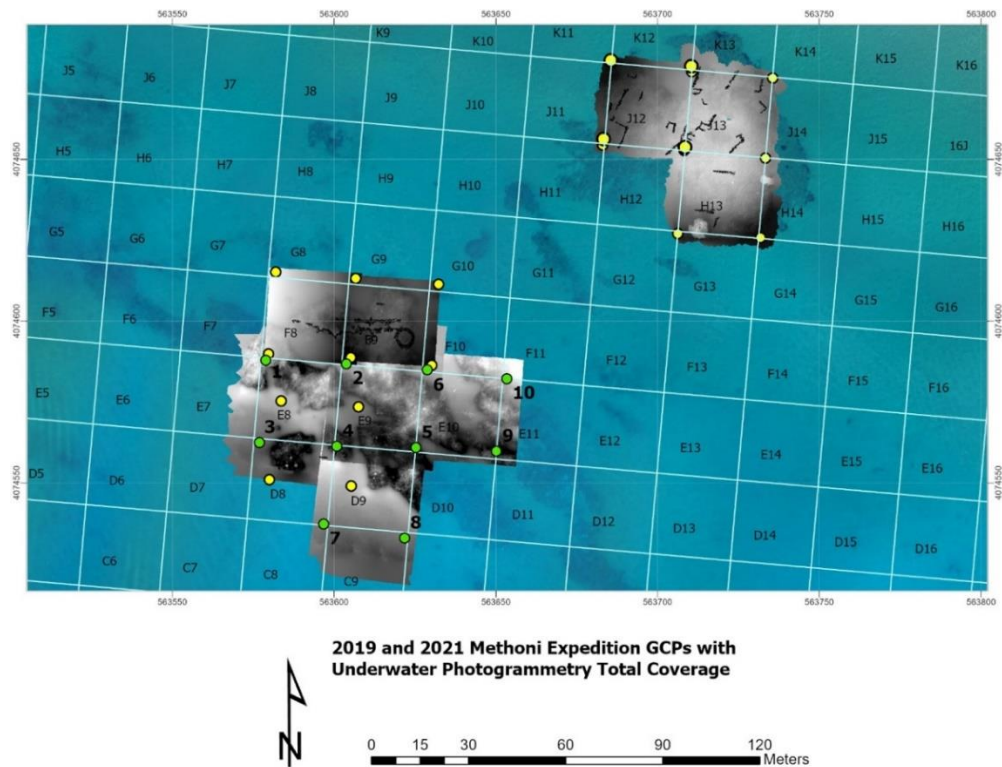 563550 563600 563650 563700 563750 563800
K9 K10 K11 K12 K13 K14 K15 K16
J5 J6 J7 J8 J9 J10 J11 J12 J13 J14 J15 16J
4074650 4074650
H5 H6 H7 H8 H9 H10 H11 H12 H13 H14 H15 H16
G5 G6 G7 G8 G9 G10 G11 G12 G13 G14 G15 G16
4074600 4074600
F5 F6 F7 F8 F10 F11 F12 F13 F14 F15 F16
1 2 6 10
E5 E6 E7 E8 E9 E10 E11 E12 E13 E14 E15 E16
3 4 5 9
4074550 4074550
D5 D6 D7 D8 D9 D10 D11 D12 D13 D14 D15 D16
7 8
C6 C7 C8 C9
563550 563600 563650 563700 563750 563800
2019 and 2021 Methoni Expedition GCPs with
Underwater Photogrammetry Total Coverage
N
0 15 30 60 90 120
Meters